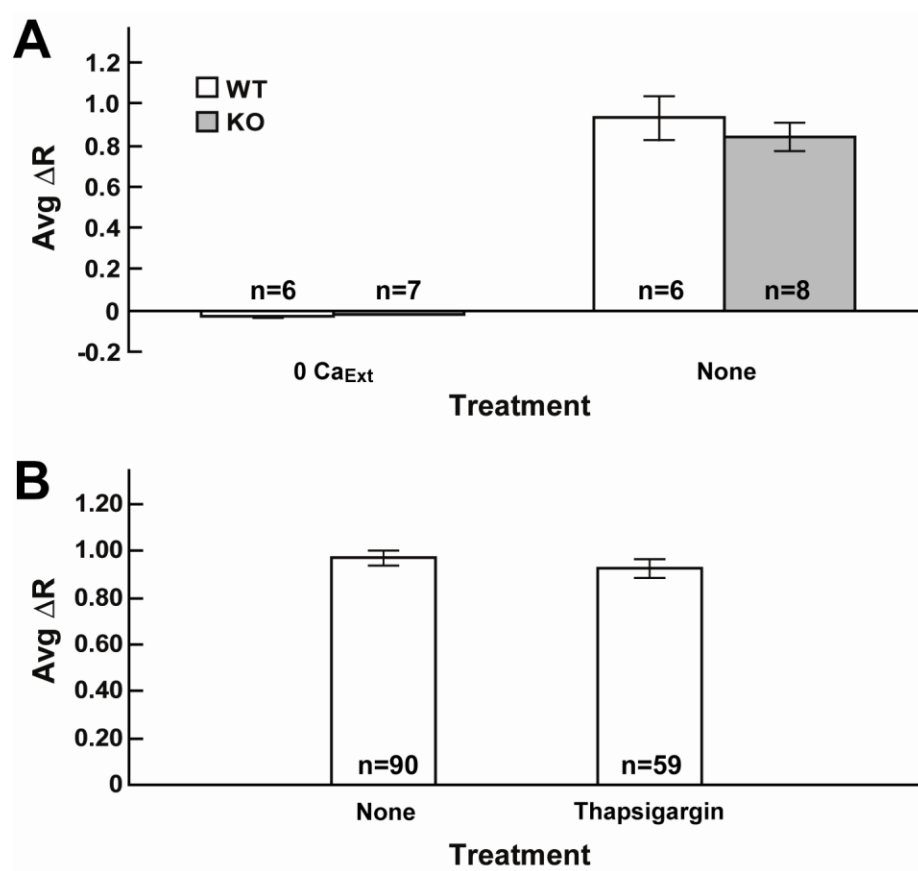 A
1.2
1.0
0.8
0.6
0.4
0.2
0
-0.2
Avg ΔR
WT
KO
n=6
n=7
n=6
n=8
0 CaExt
None
Treatment
B
1.20
1.00
0.80
0.60
0.40
0.20
0
Avg ΔR
n=90
n=59
None
Thapsigargin
Treatment